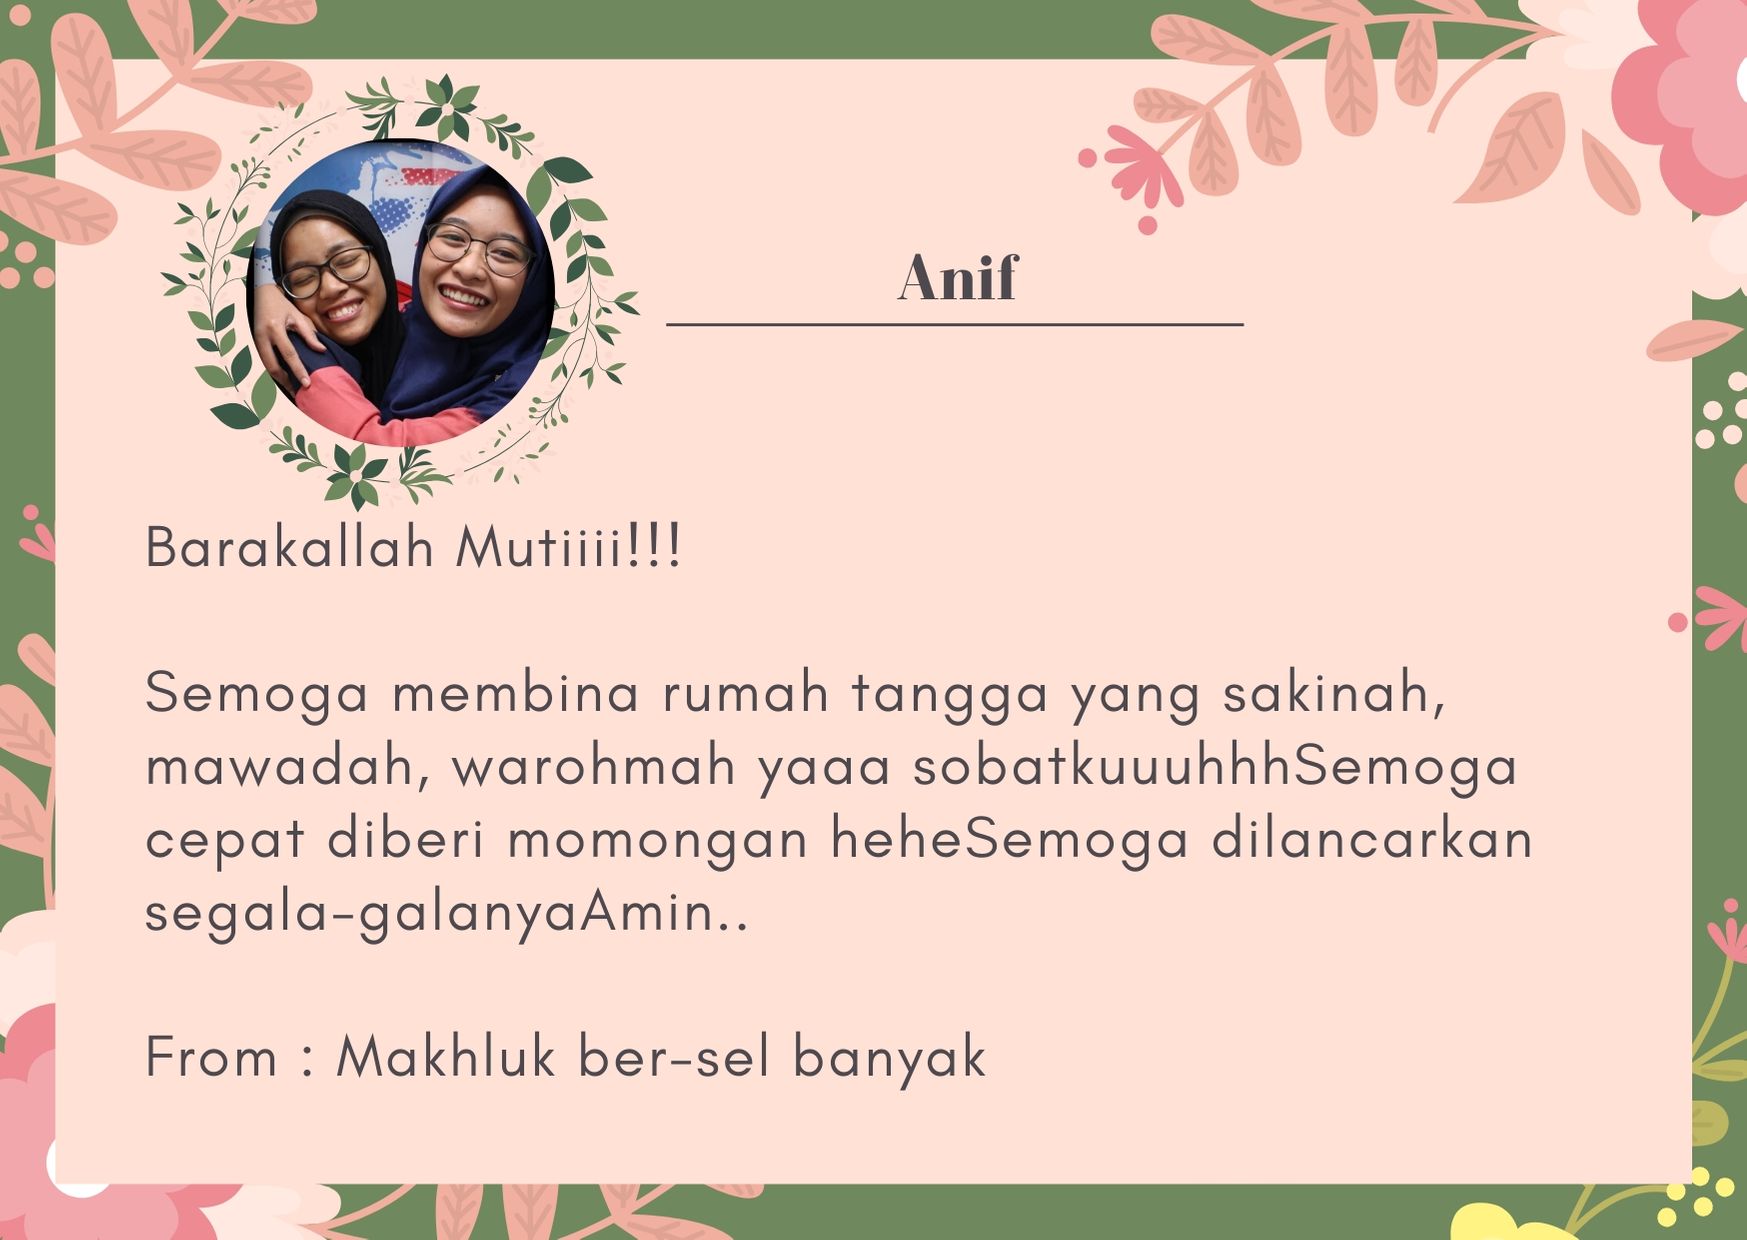 Anif
Barakallah Mutiiii!!!
Semoga membina rumah tangga yang sakinah,
mawadah, warohmah yaaa sobatkuuuhhhSemoga
cepat diberi momongan heheSemoga dilancarkan
segala-galanyaAmin..
From : Makhluk ber-sel banyak